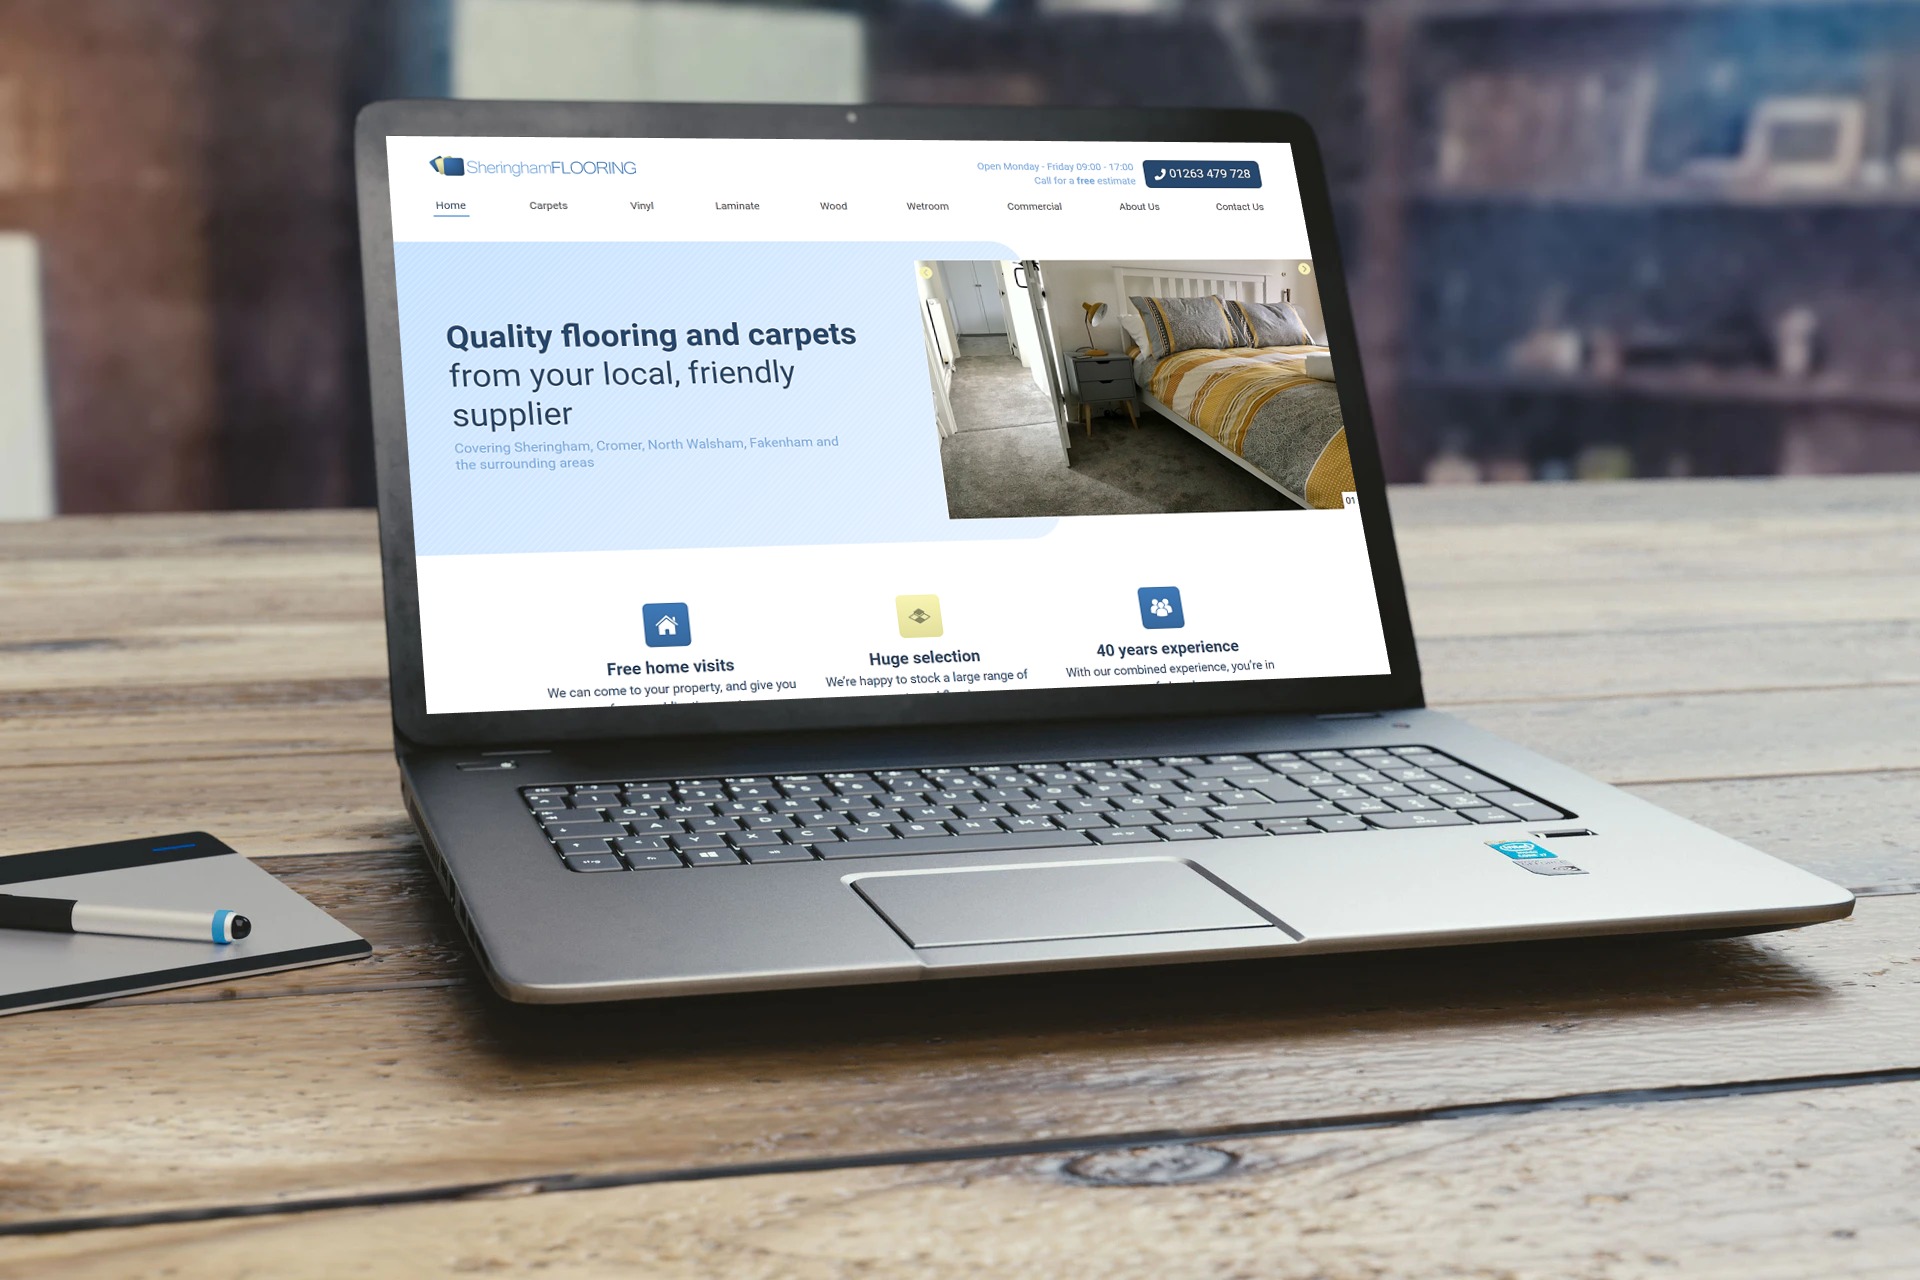 SheringhamFLOORING
Open Monday - Friday 09:00 - 17:00
Call for a free estimate
01263 479 728
Home Carpets Vinyl Laminate Wood Wetroom Commercial About Us Contact Us
Quality flooring and carpets
from your local, friendly
supplier
Covering Sheringham, Cromer, North Walsham, Fakenham and
the surrounding areas
01
Free home visits
We can come to your property, and give you
Huge selection
We're happy to stock a large range of
40 years experience
With our combined experience, you're in